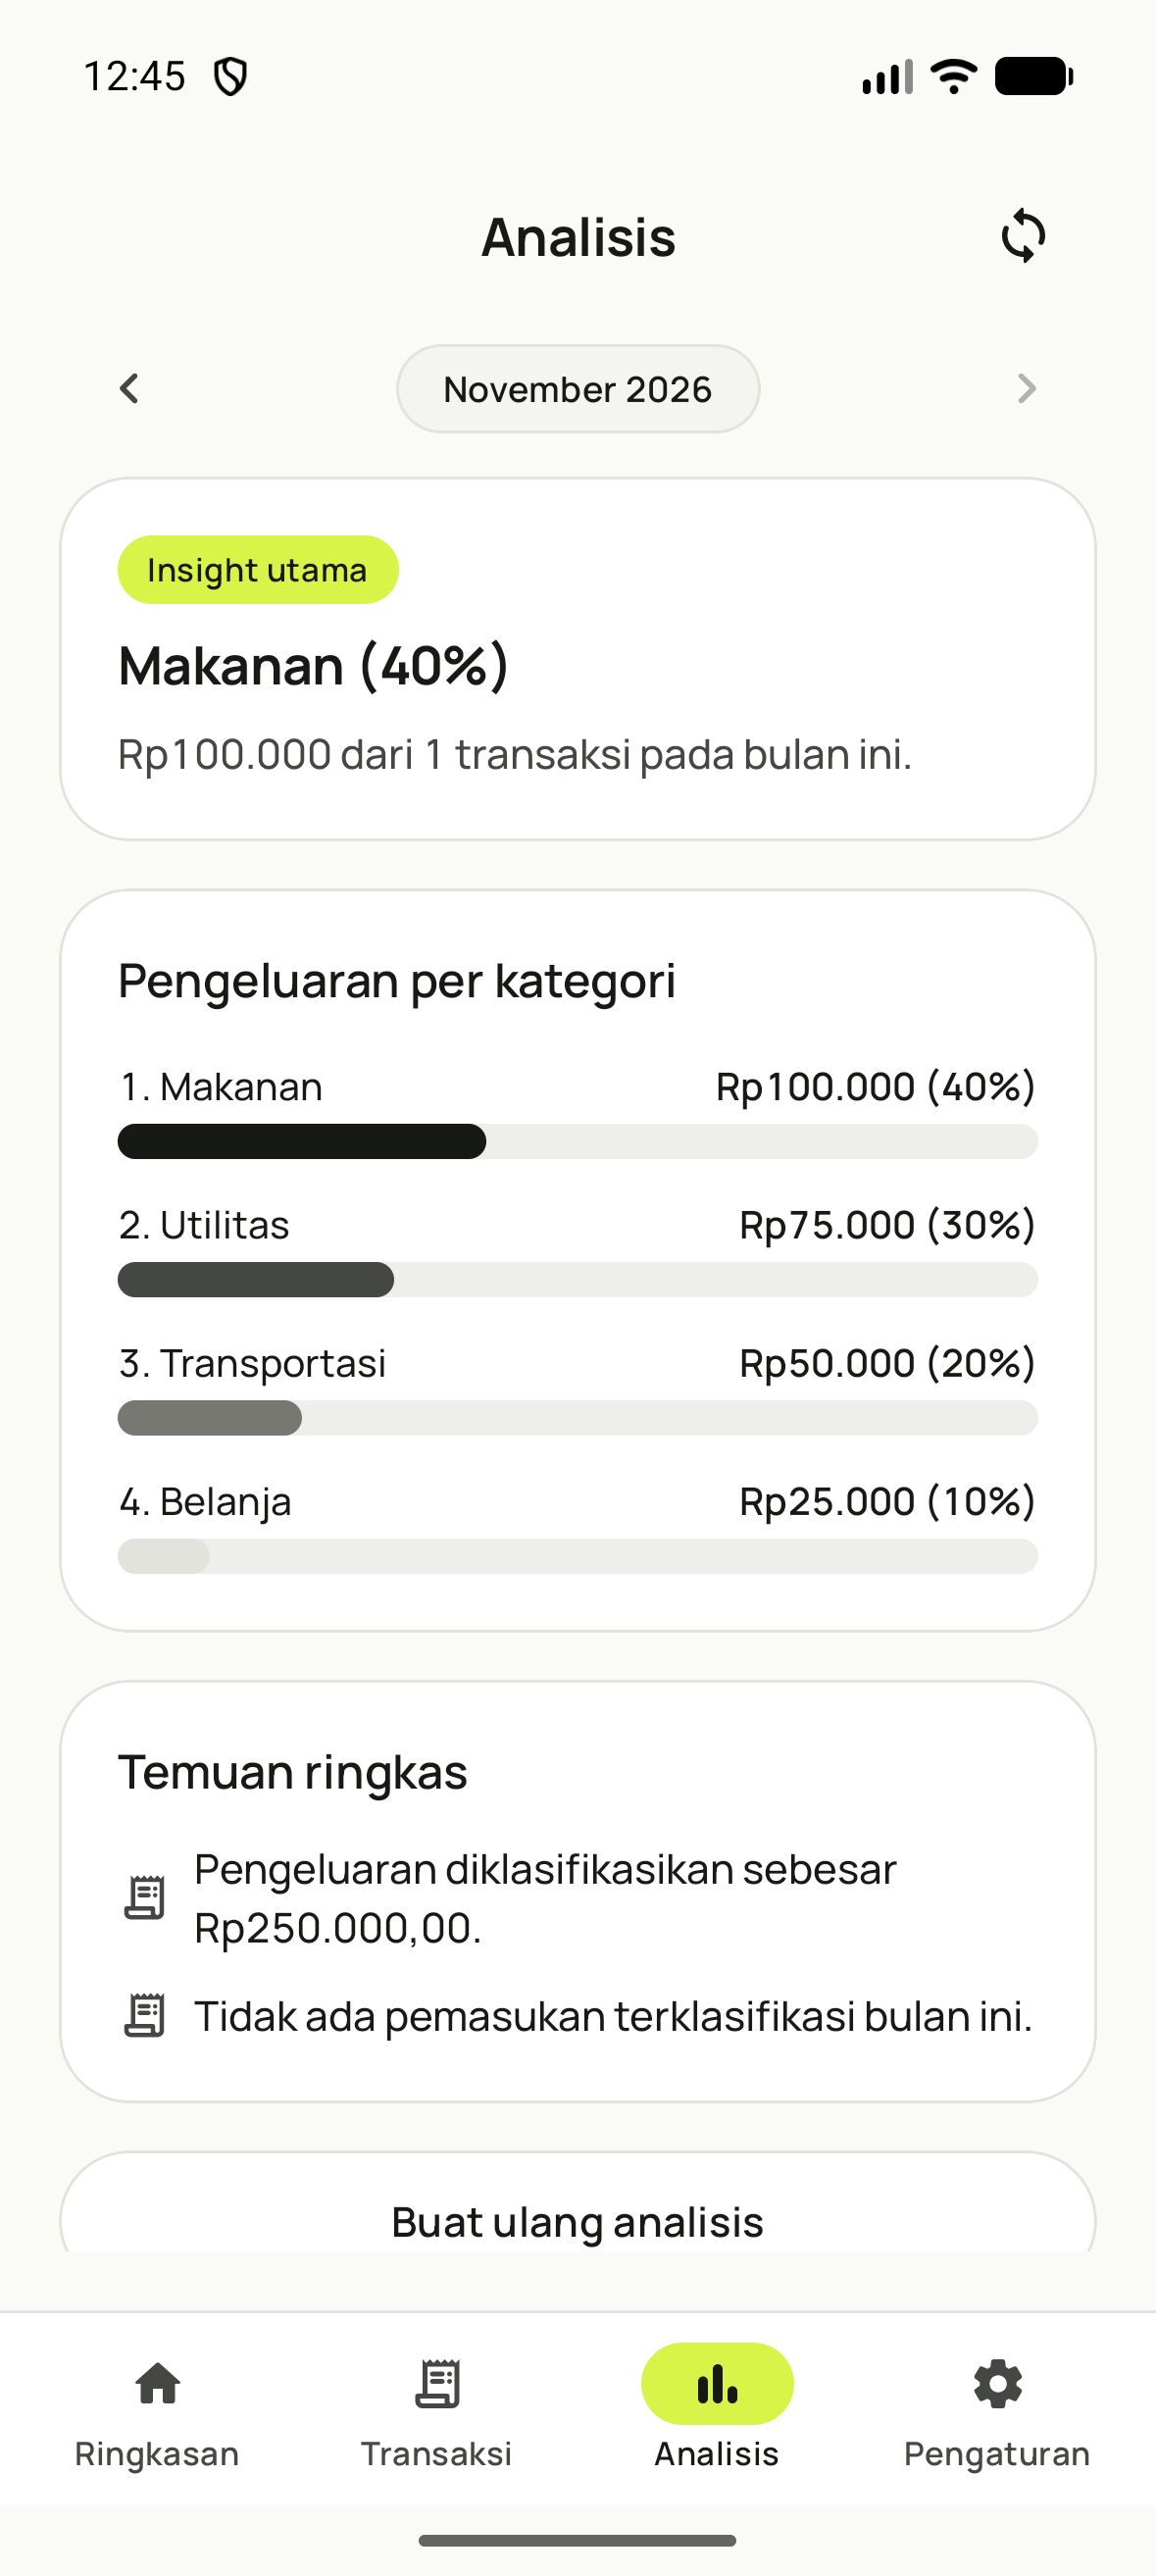 12:45
Analisis
November 2026
Insight utama
Makanan (40%)
Rp100.000 dari 1 transaksi pada bulan ini.
Pengeluaran per kategori
1. Makanan Rp100.000 (40%)
2. Utilitas Rp75.000 (30%)
3. Transportasi Rp50.000 (20%)
4. Belanja Rp25.000 (10%)
Temuan ringkas
Pengeluaran diklasifikasikan sebesar
Rp250.000,00.
Tidak ada pemasukan terklasifikasi bulan ini.
Buat ulang analisis
Ringkasan Transaksi Analisis Pengaturan